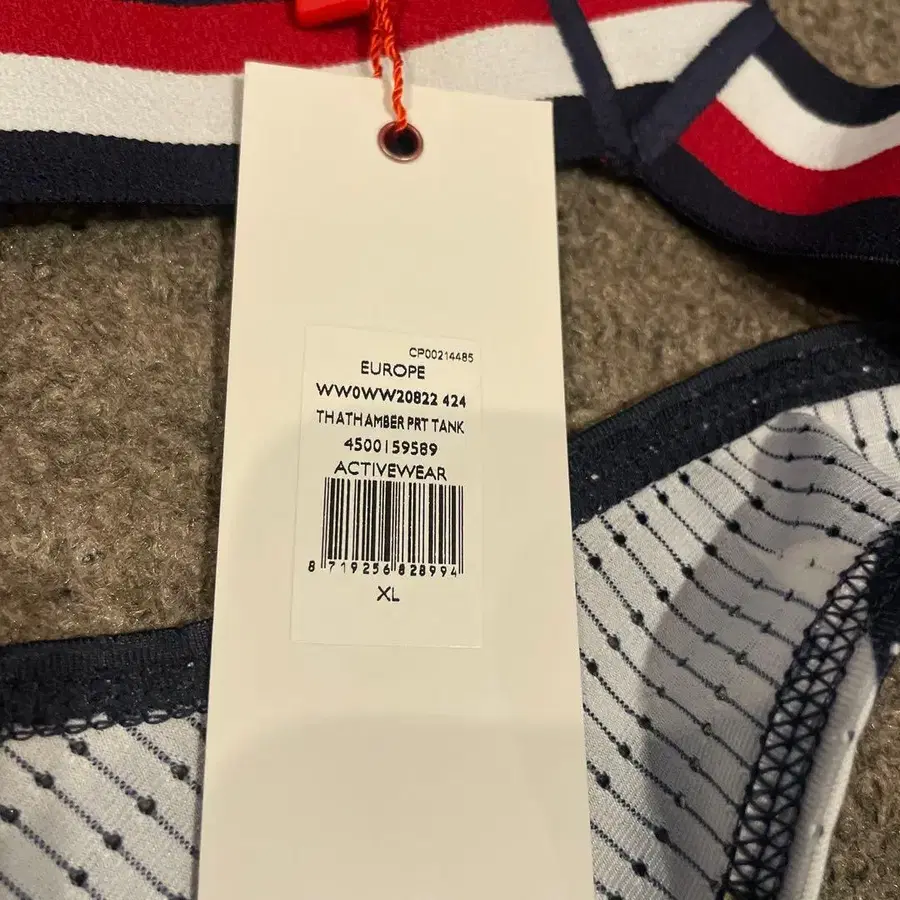 CP00214485
EUROPE
WW0WW20822 424
THATHAMBER PRT TANK
4500159589
ACTIVEWEAR
8 719256 828994
XL